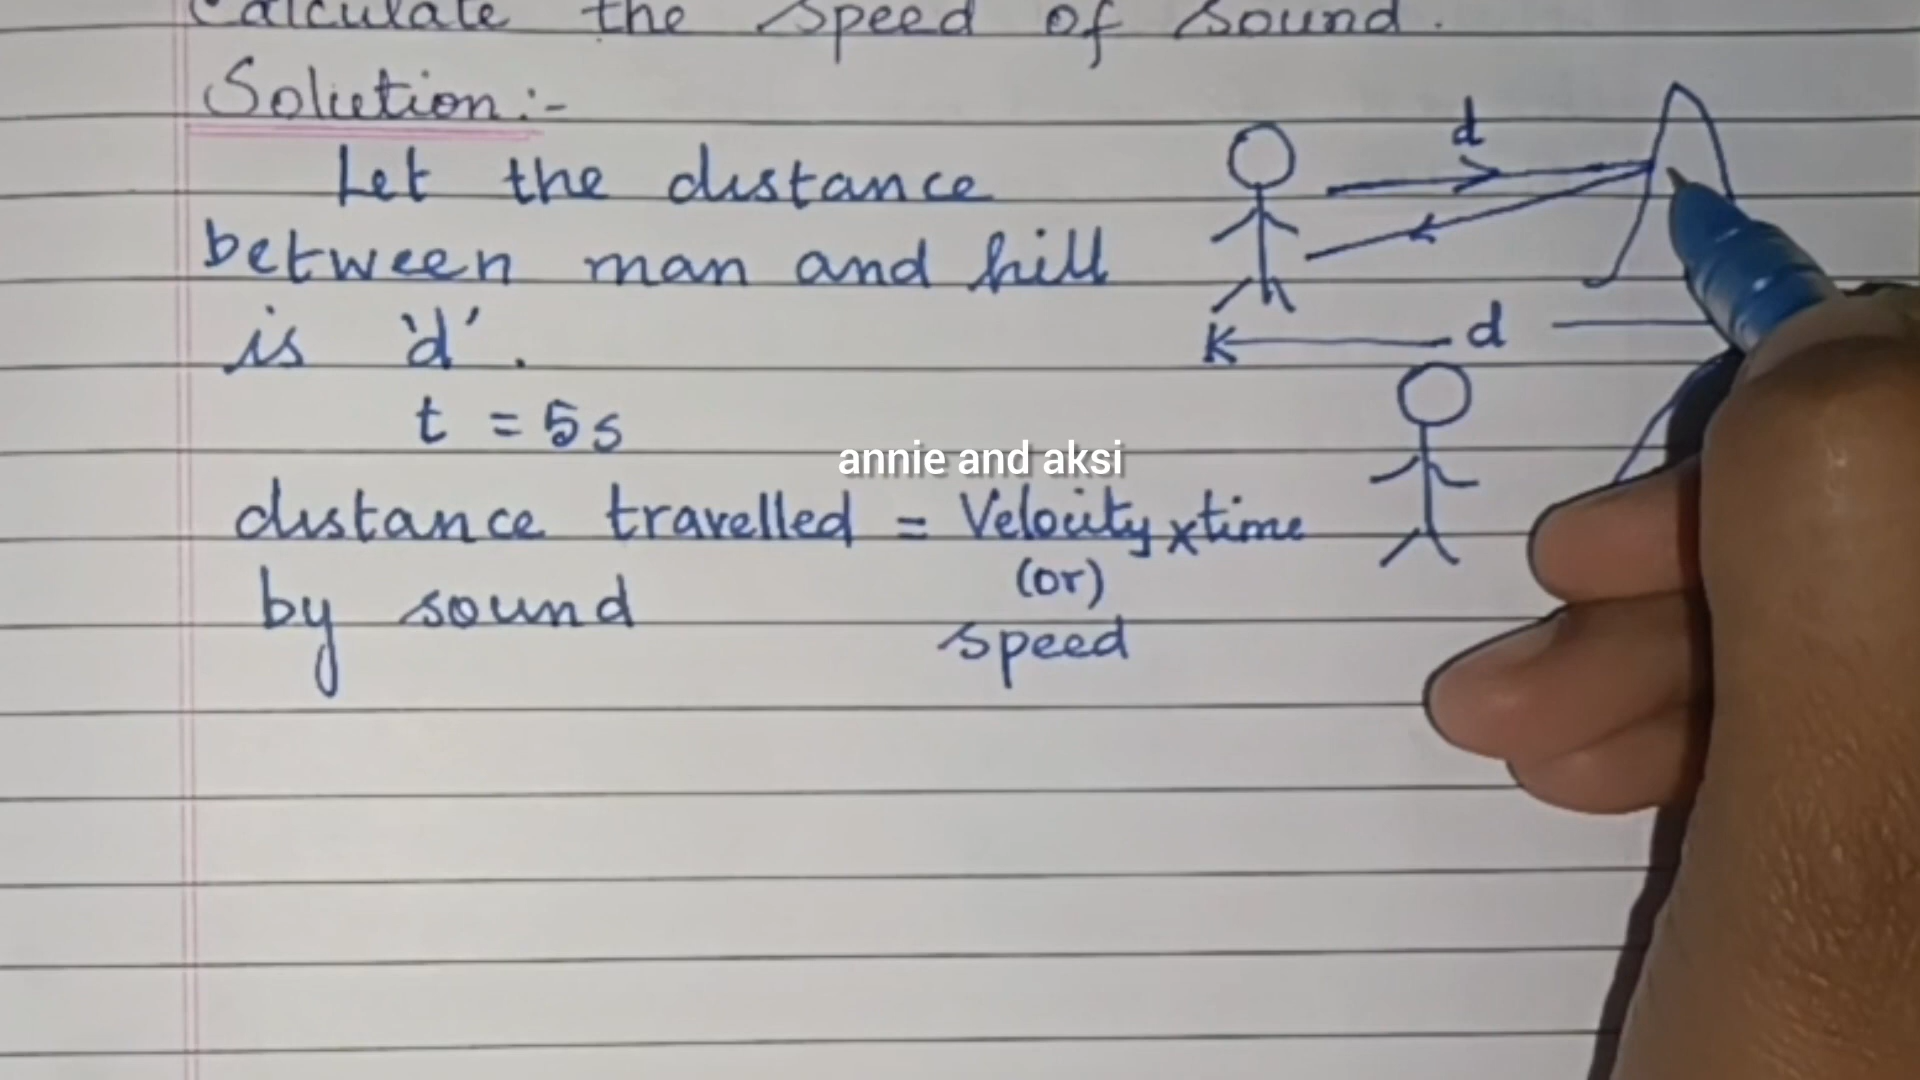 Calculate the speed of sound.
Solution:-
Let the distance
between man and hill
is 'd'.
t = 5s
distance travelled = Velocity x time
by sound
(or)
speed
d
d
annie and aksi